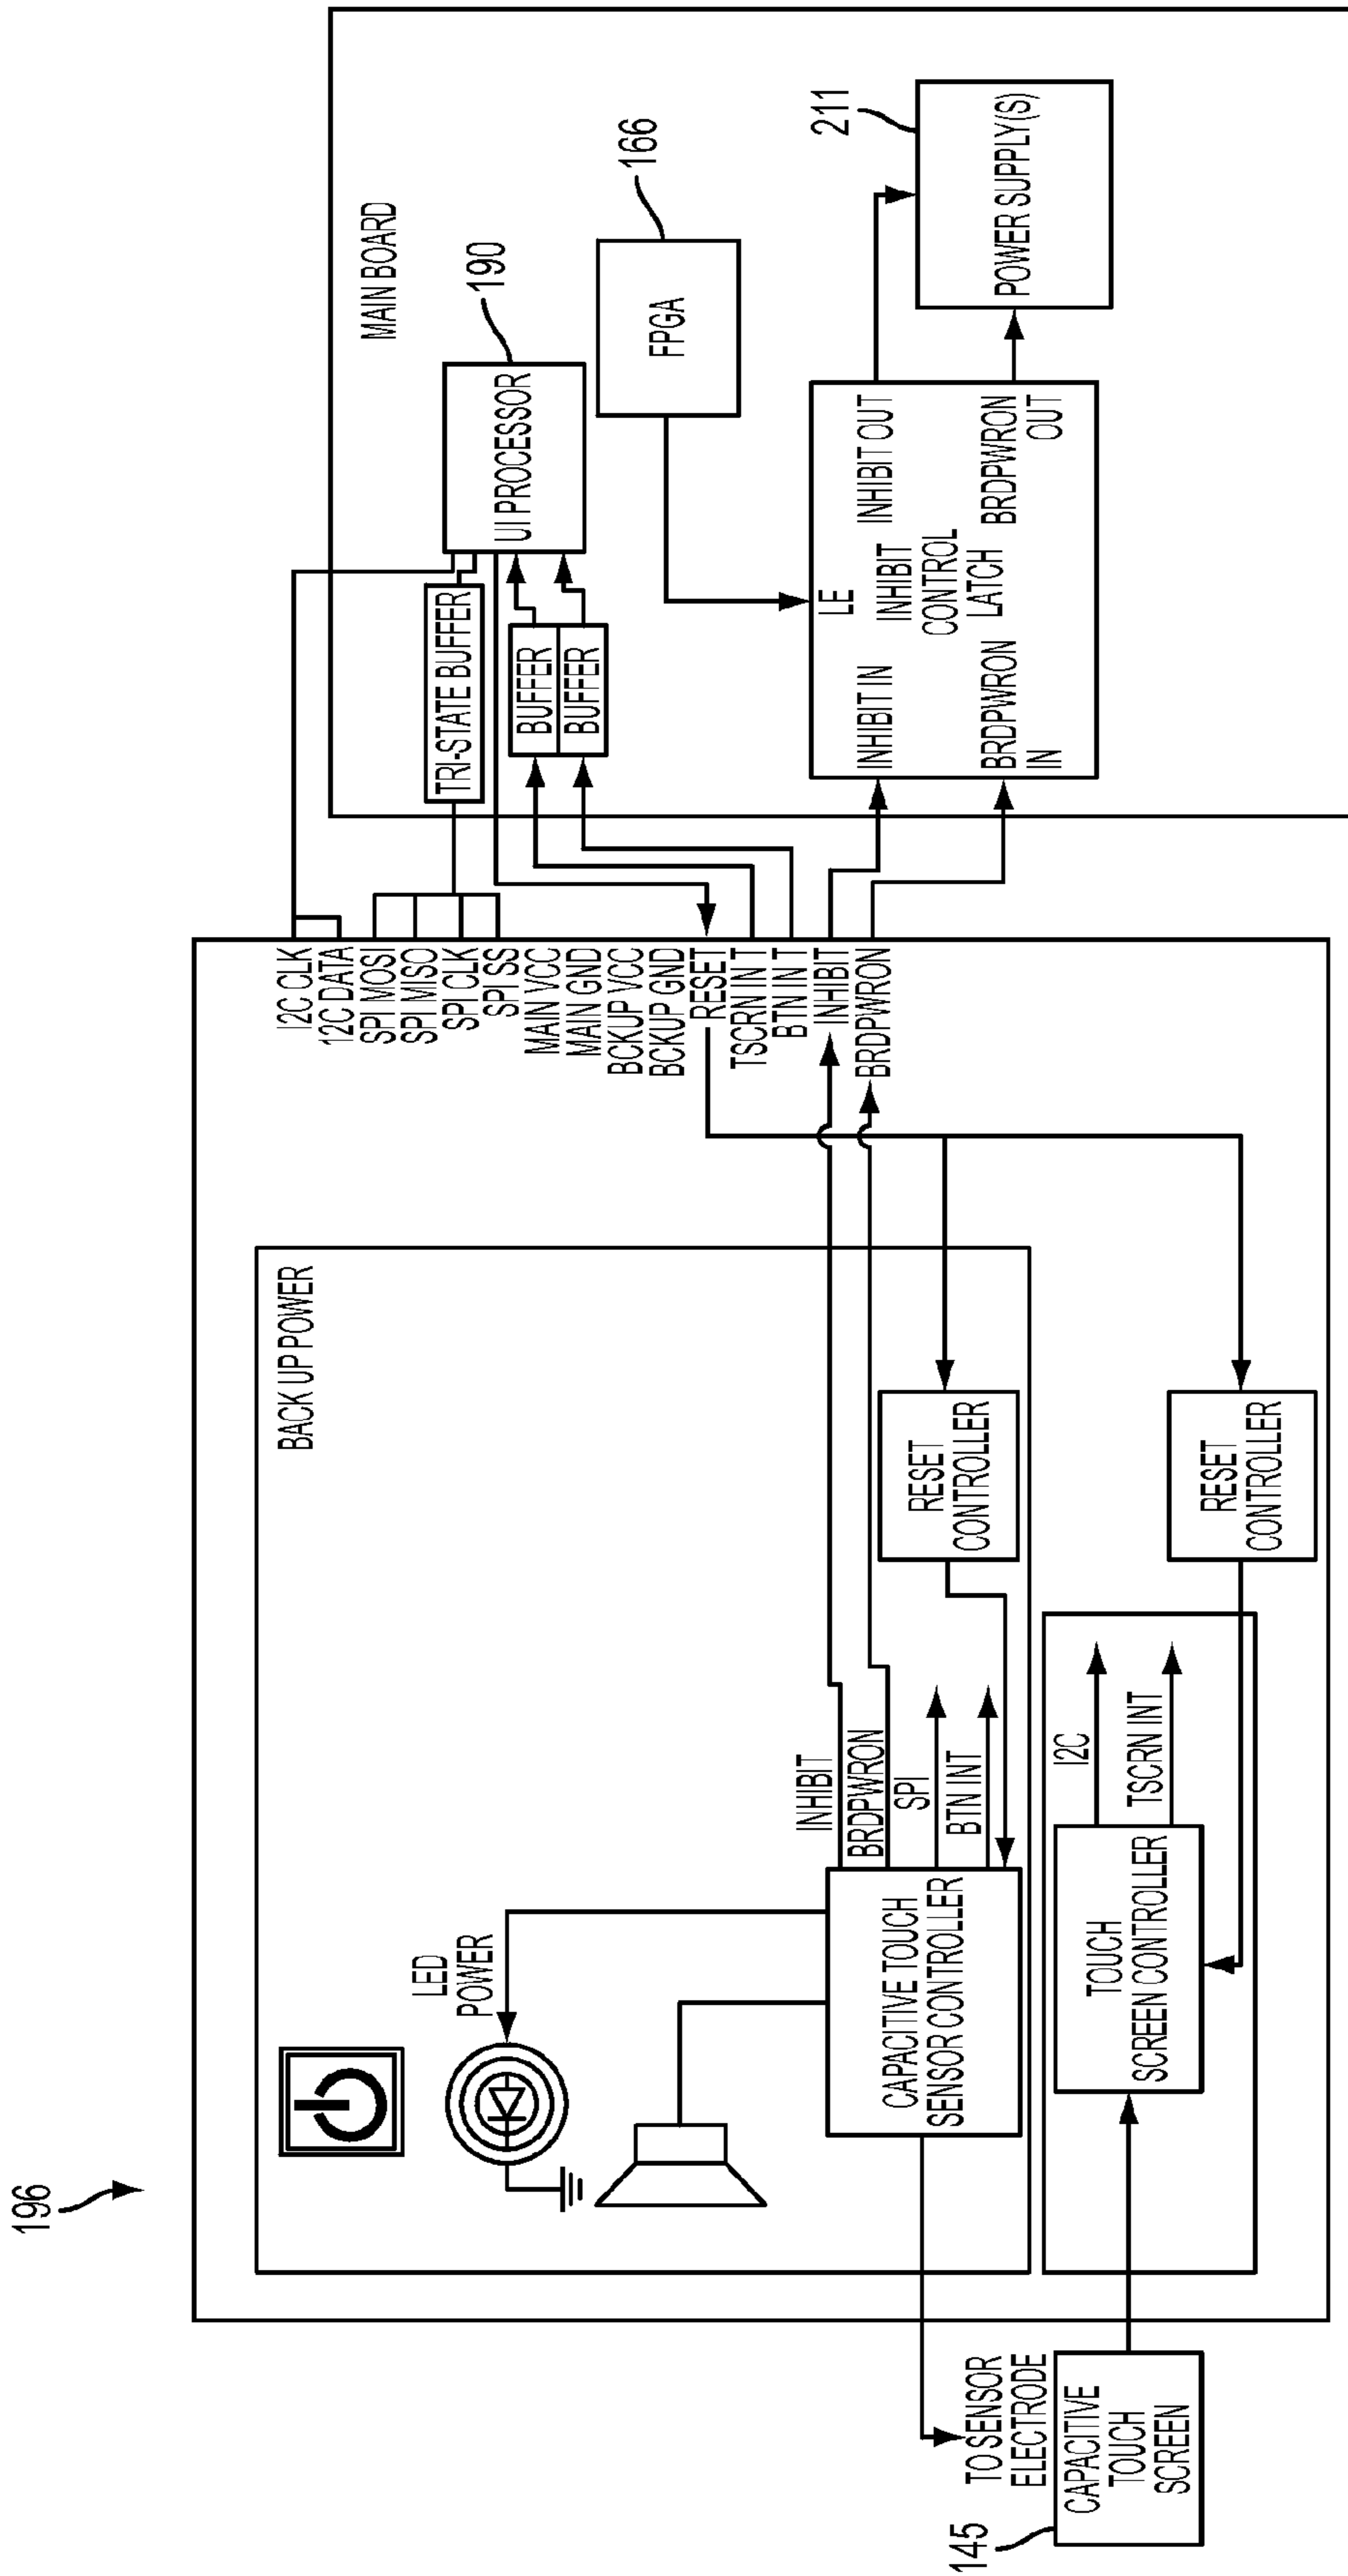 196
BACK UP POWER
LED
POWER
INHIBIT
BRDPWRON
SPI
BTN INT
CAPACITIVE TOUCH
SENSOR CONTROLLER
RESET
CONTROLLER
TO SENSOR
ELECTRODE
145
CAPACITIVE
TOUCH
SCREEN
TOUCH
SCREEN CONTROLLER
I2C
TSCRN INT
RESET
CONTROLLER
I2C CLK
12C DATA
SPI MOSI
SPI MISO
SPI CLK
SPI SS
MAIN VCC
MAIN GND
BCKUP VCC
BCKUP GND
RESET
TSCRN IN T
BTN IN T
INHIBIT
BRDPWRON
MAIN BOARD
TRI-STATE BUFFER
BUFFER
BUFFER
UI PROCESSOR
190
FPGA
166
LE
INHIBIT IN
INHIBIT OUT
INHIBIT
CONTROL
LATCH
BRDPWRON
IN
BRDPWRON
OUT
POWER SUPPLY(S)
211